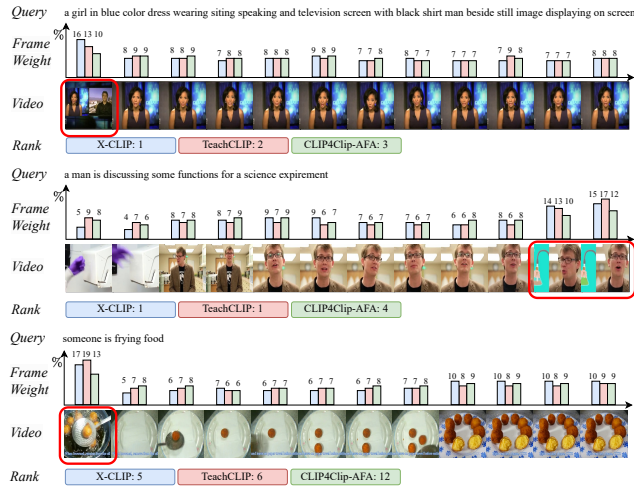 Query a girl in blue color dress wearing siting speaking and television screen with black shirt man beside still image displaying on screen
%
Frame Weight
16 13 10 8 9 9 8 8 9 7 8 8 8 8 8 9 8 9 7 8 8 8 8 8 7 7 7 7 9 8 7 7 7 8 8 8
Video
Rank X-CLIP: 1 TeachCLIP: 2 CLIP4Clip-AFA: 3
Query a man is discussing some functions for a science expirement
%
Frame Weight
5 9 8 4 7 6 8 7 8 8 7 8 9 7 9 9 6 7 7 6 7 7 6 7 6 6 8 8 6 8 14 13 10 15 17 12
Video
Rank X-CLIP: 1 TeachCLIP: 1 CLIP4Clip-AFA: 4
Query someone is frying food
%
Frame Weight
17 19 13 5 7 8 6 7 8 7 6 6 6 7 7 6 7 7 6 7 8 7 7 8 10 8 9 10 8 9 10 8 9 10 9 9
Video
Rank X-CLIP: 5 TeachCLIP: 6 CLIP4Clip-AFA: 12